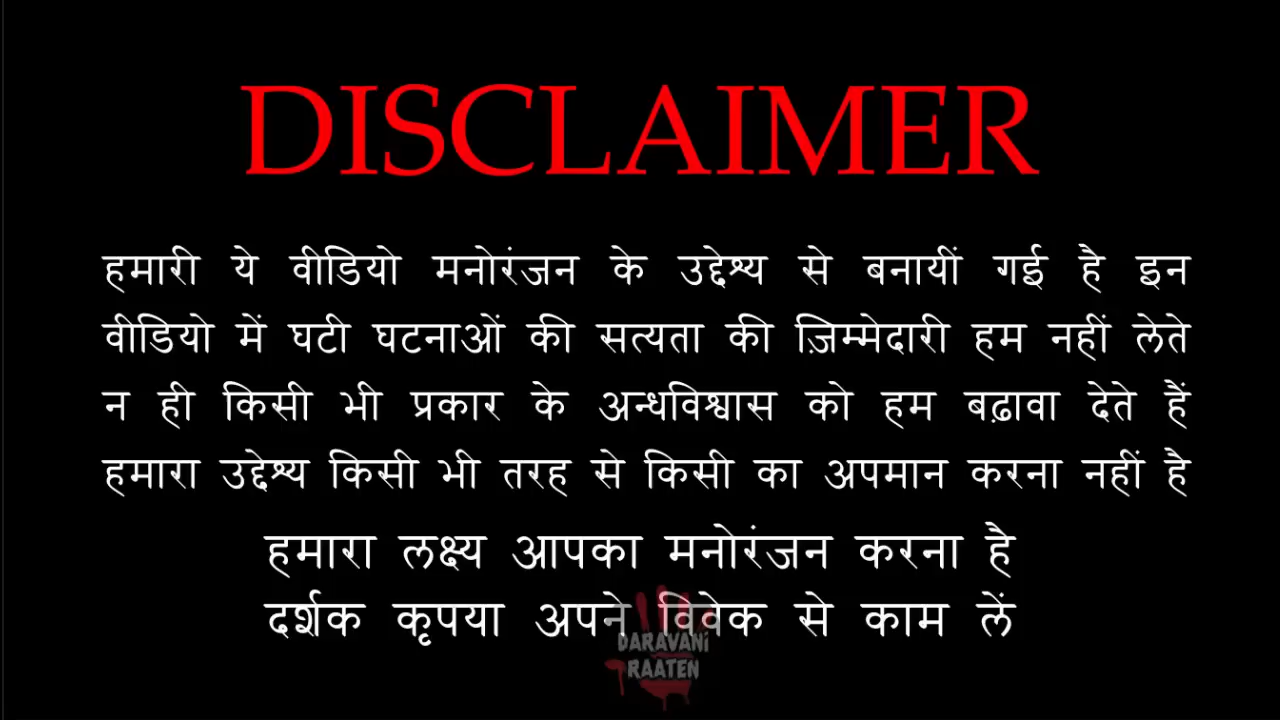 DISCLAIMER
हमारी ये वीडियो मनोरंजन के उद्देश्य से बनायीं गई है इन
वीडियो में घटी घटनाओं की सत्यता की ज़िम्मेदारी हम नहीं लेते
न ही किसी भी प्रकार के अन्धविश्वास को हम बढ़ावा देते हैं
हमारा उद्देश्य किसी भी तरह से किसी का अपमान करना नहीं है
हमारा लक्ष्य आपका मनोरंजन करना है
दर्शक कृपया अपने विवेक से काम लें
DARAVANi
RAATEN